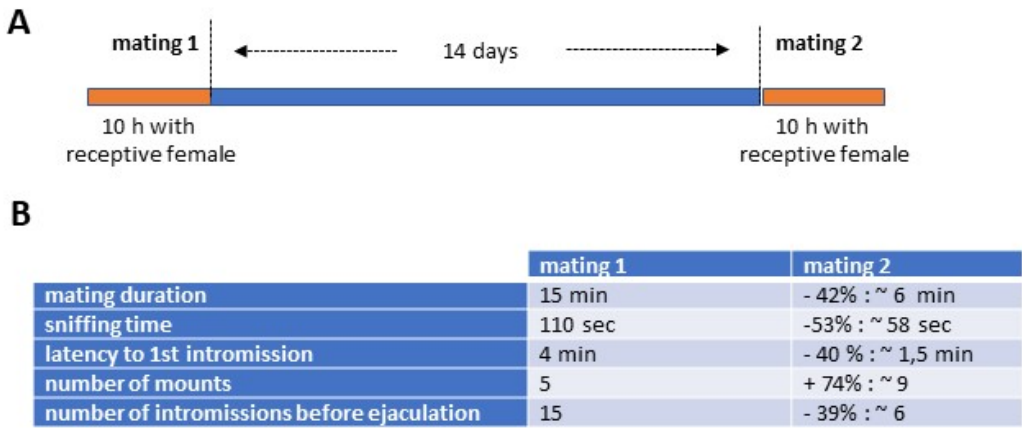 A
mating 1
14 days
mating 2
10 h with
receptive female
10 h with
receptive female
B
mating 1 mating 2
mating duration 15 min - 42% : ~ 6 min
sniffing time 110 sec -53% : ~ 58 sec
latency to 1st intromission 4 min - 40 % : ~ 1,5 min
number of mounts 5 + 74% : ~ 9
number of intromissions before ejaculation 15 - 39% : ~ 6